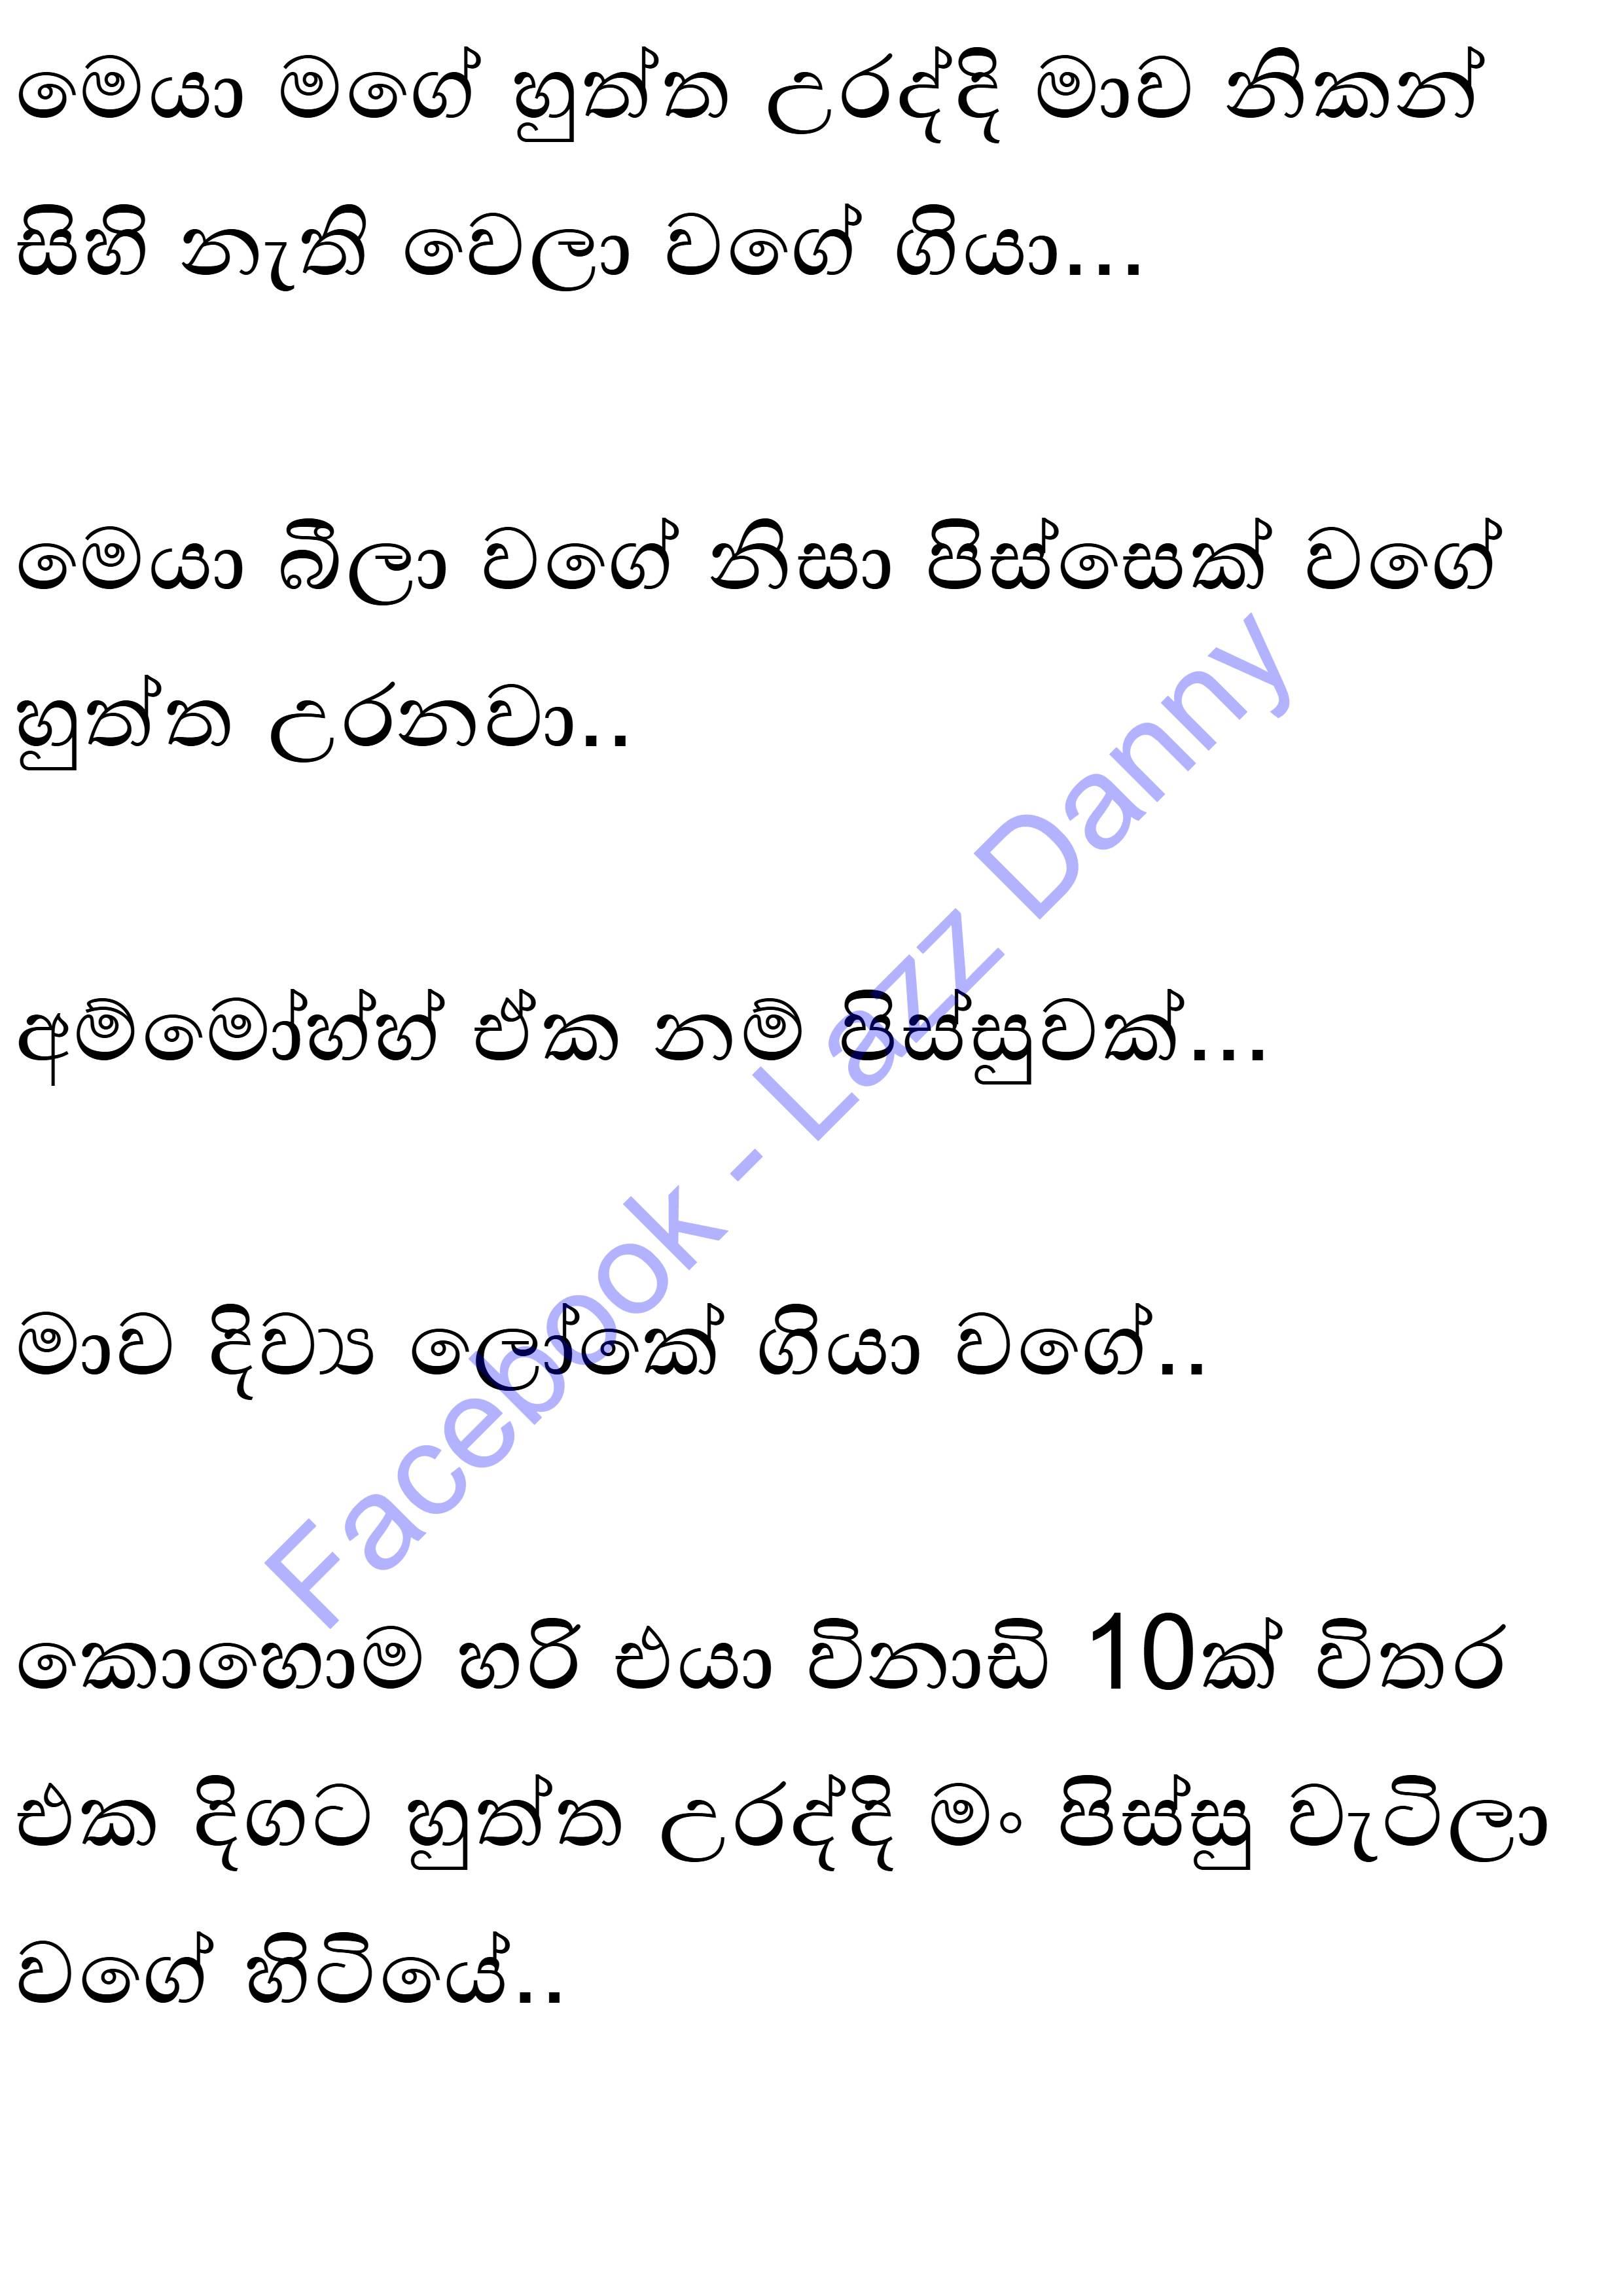 මෙයා මගේ හුත්ත උරද්දි මාව නිකන්
සිහි නැති වෙලා වගේ ගියා...
මෙයා බීලා වගේ නිසා පිස්සෙක් වගේ
හුත්ත උරනවා..
අම්මෝහ්හ් ඒක නම් පිස්සුවක්...
මාව දිව්‍ය ලෝකේ ගියා වගේ..
කොහොම හරි එයා විනාඩි 10ක් විතර
එක දිගට හුත්ත උරද්දි මං පිස්සු වැටිලා
වගේ හිටියේ..
Facebook - Lazz Danny